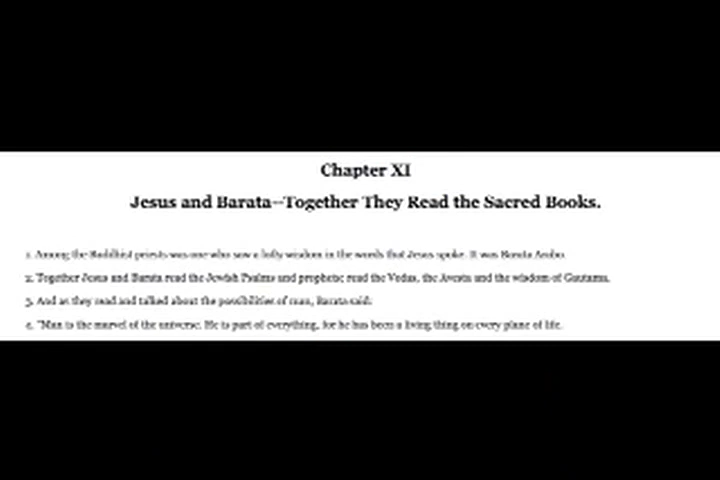 Chapter XI
Jesus and Barata--Together They Read the Sacred Books.
1. Among the Buddhist priests was one who saw a lofty wisdom in the words that Jesus spoke. It was Barata Arabo.
2. Together Jesus and Barata read the Jewish Psalms and prophets; read the Vedas, the Avesta and the wisdom of Gautama.
3. And as they read and talked about the possibilities of man, Barata said:
4. "Man is the marvel of the universe. He is part of everything, for he has been a living thing on every plane of life.